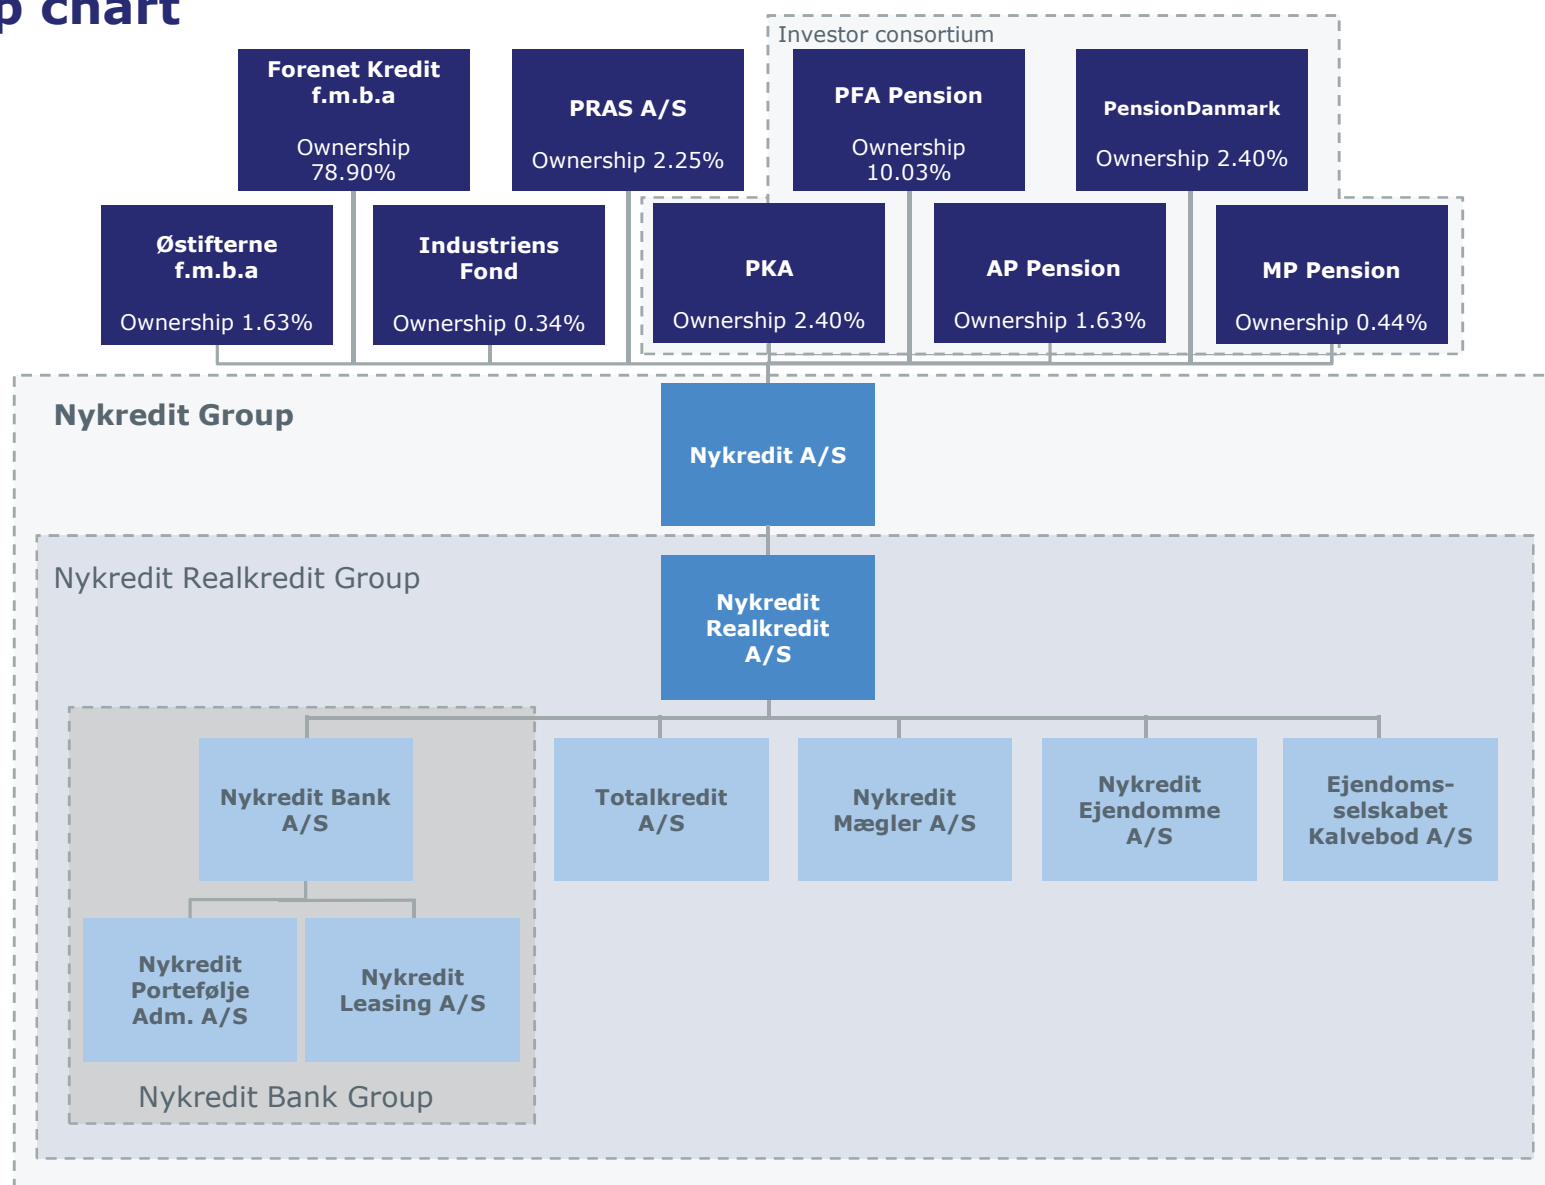 p chart
Investor consortium
Forenet Kredit
f.m.b.a
Ownership
78.90%
PRAS A/S
Ownership 2.25%
PFA Pension
Ownership
10.03%
PensionDanmark
Ownership 2.40%
Østifterne
f.m.b.a
Ownership 1.63%
Industriens
Fond
Ownership 0.34%
PKA
Ownership 2.40%
AP Pension
Ownership 1.63%
MP Pension
Ownership 0.44%
Nykredit Group
Nykredit A/S
Nykredit Realkredit Group
Nykredit
Realkredit
A/S
Nykredit Bank
A/S
Totalkredit
A/S
Nykredit
Mægler A/S
Nykredit
Ejendomme
A/S
Ejendoms-
selskabet
Kalvebod A/S
Nykredit
Portefølje
Adm. A/S
Nykredit
Leasing A/S
Nykredit Bank Group